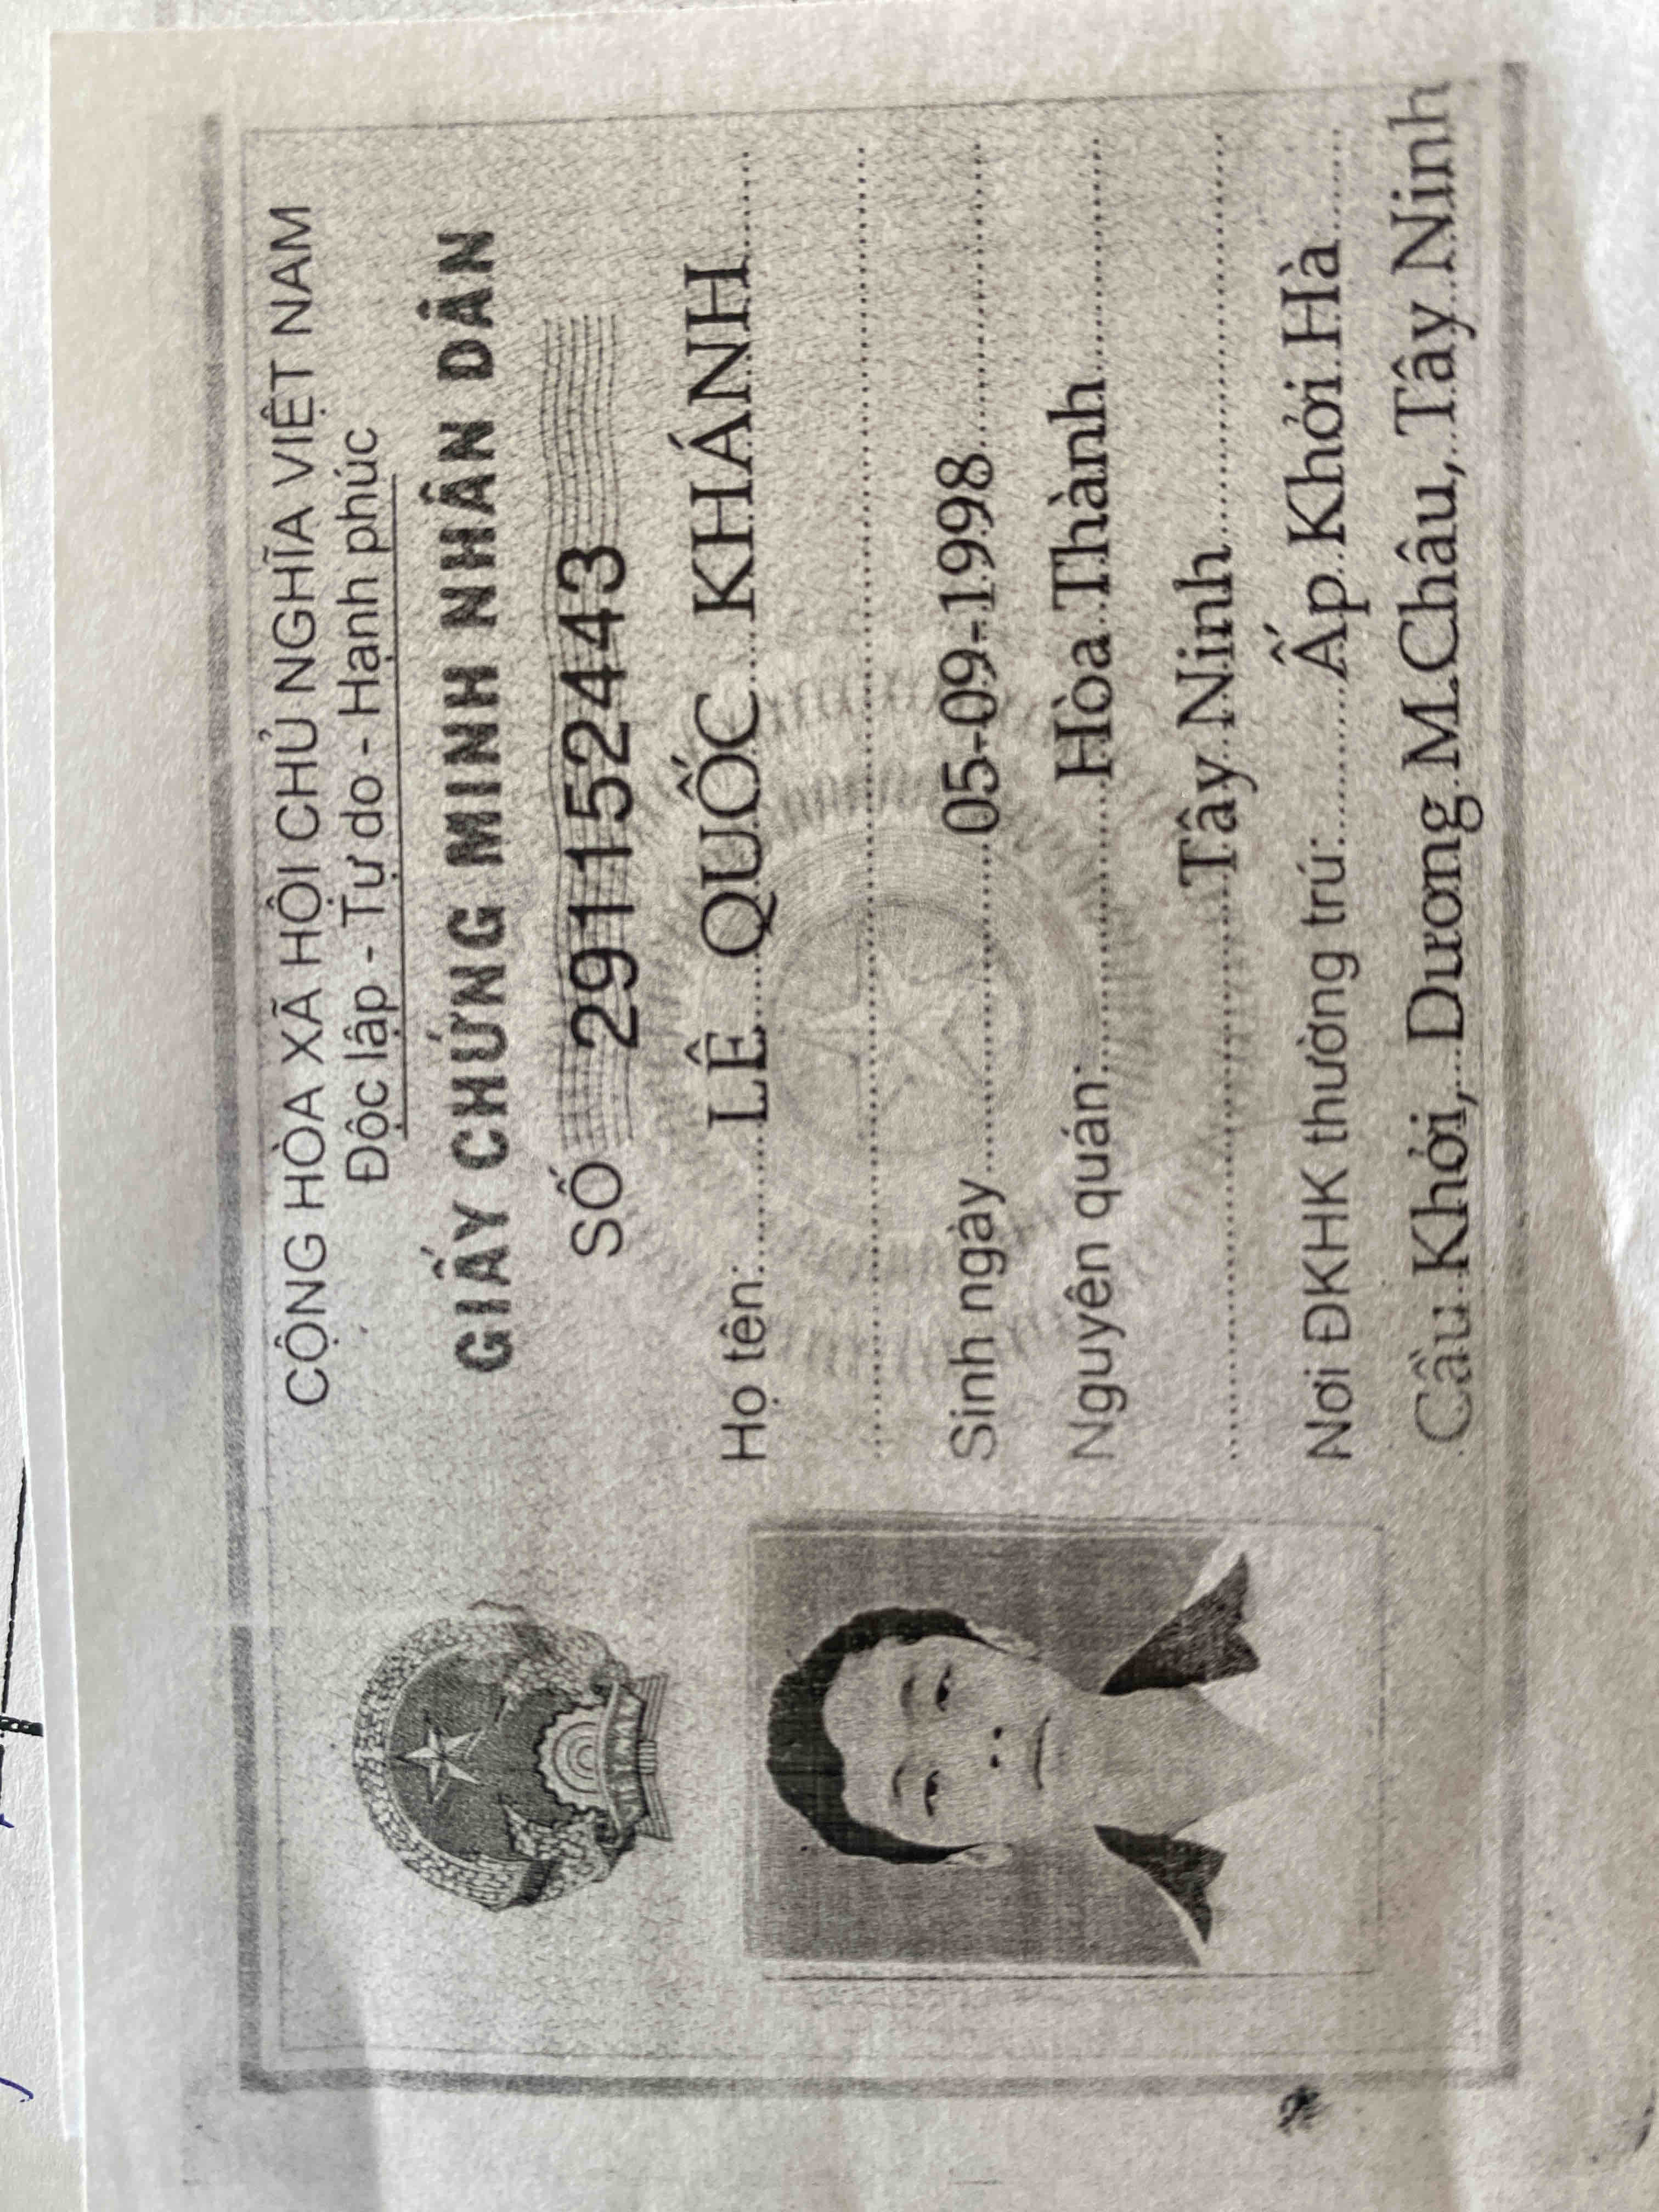 CỘNG HÒA XÃ HỘI CHỦ NGHĨA VIỆT NAM
Độc lập - Tự do - Hạnh phúc
GIẤY CHỨNG MINH NHÂN DÂN
SỐ 291152443
Họ tên: LÊ QUỐC KHÁNH
Sinh ngày 05-09-1998
Nguyên quán: Hòa Thành
Tây Ninh
Nơi ĐKHK thường trú: Ấp Khởi Hà
Cầu Khởi, Dương M.Châu, Tây Ninh
VIỆT NAM